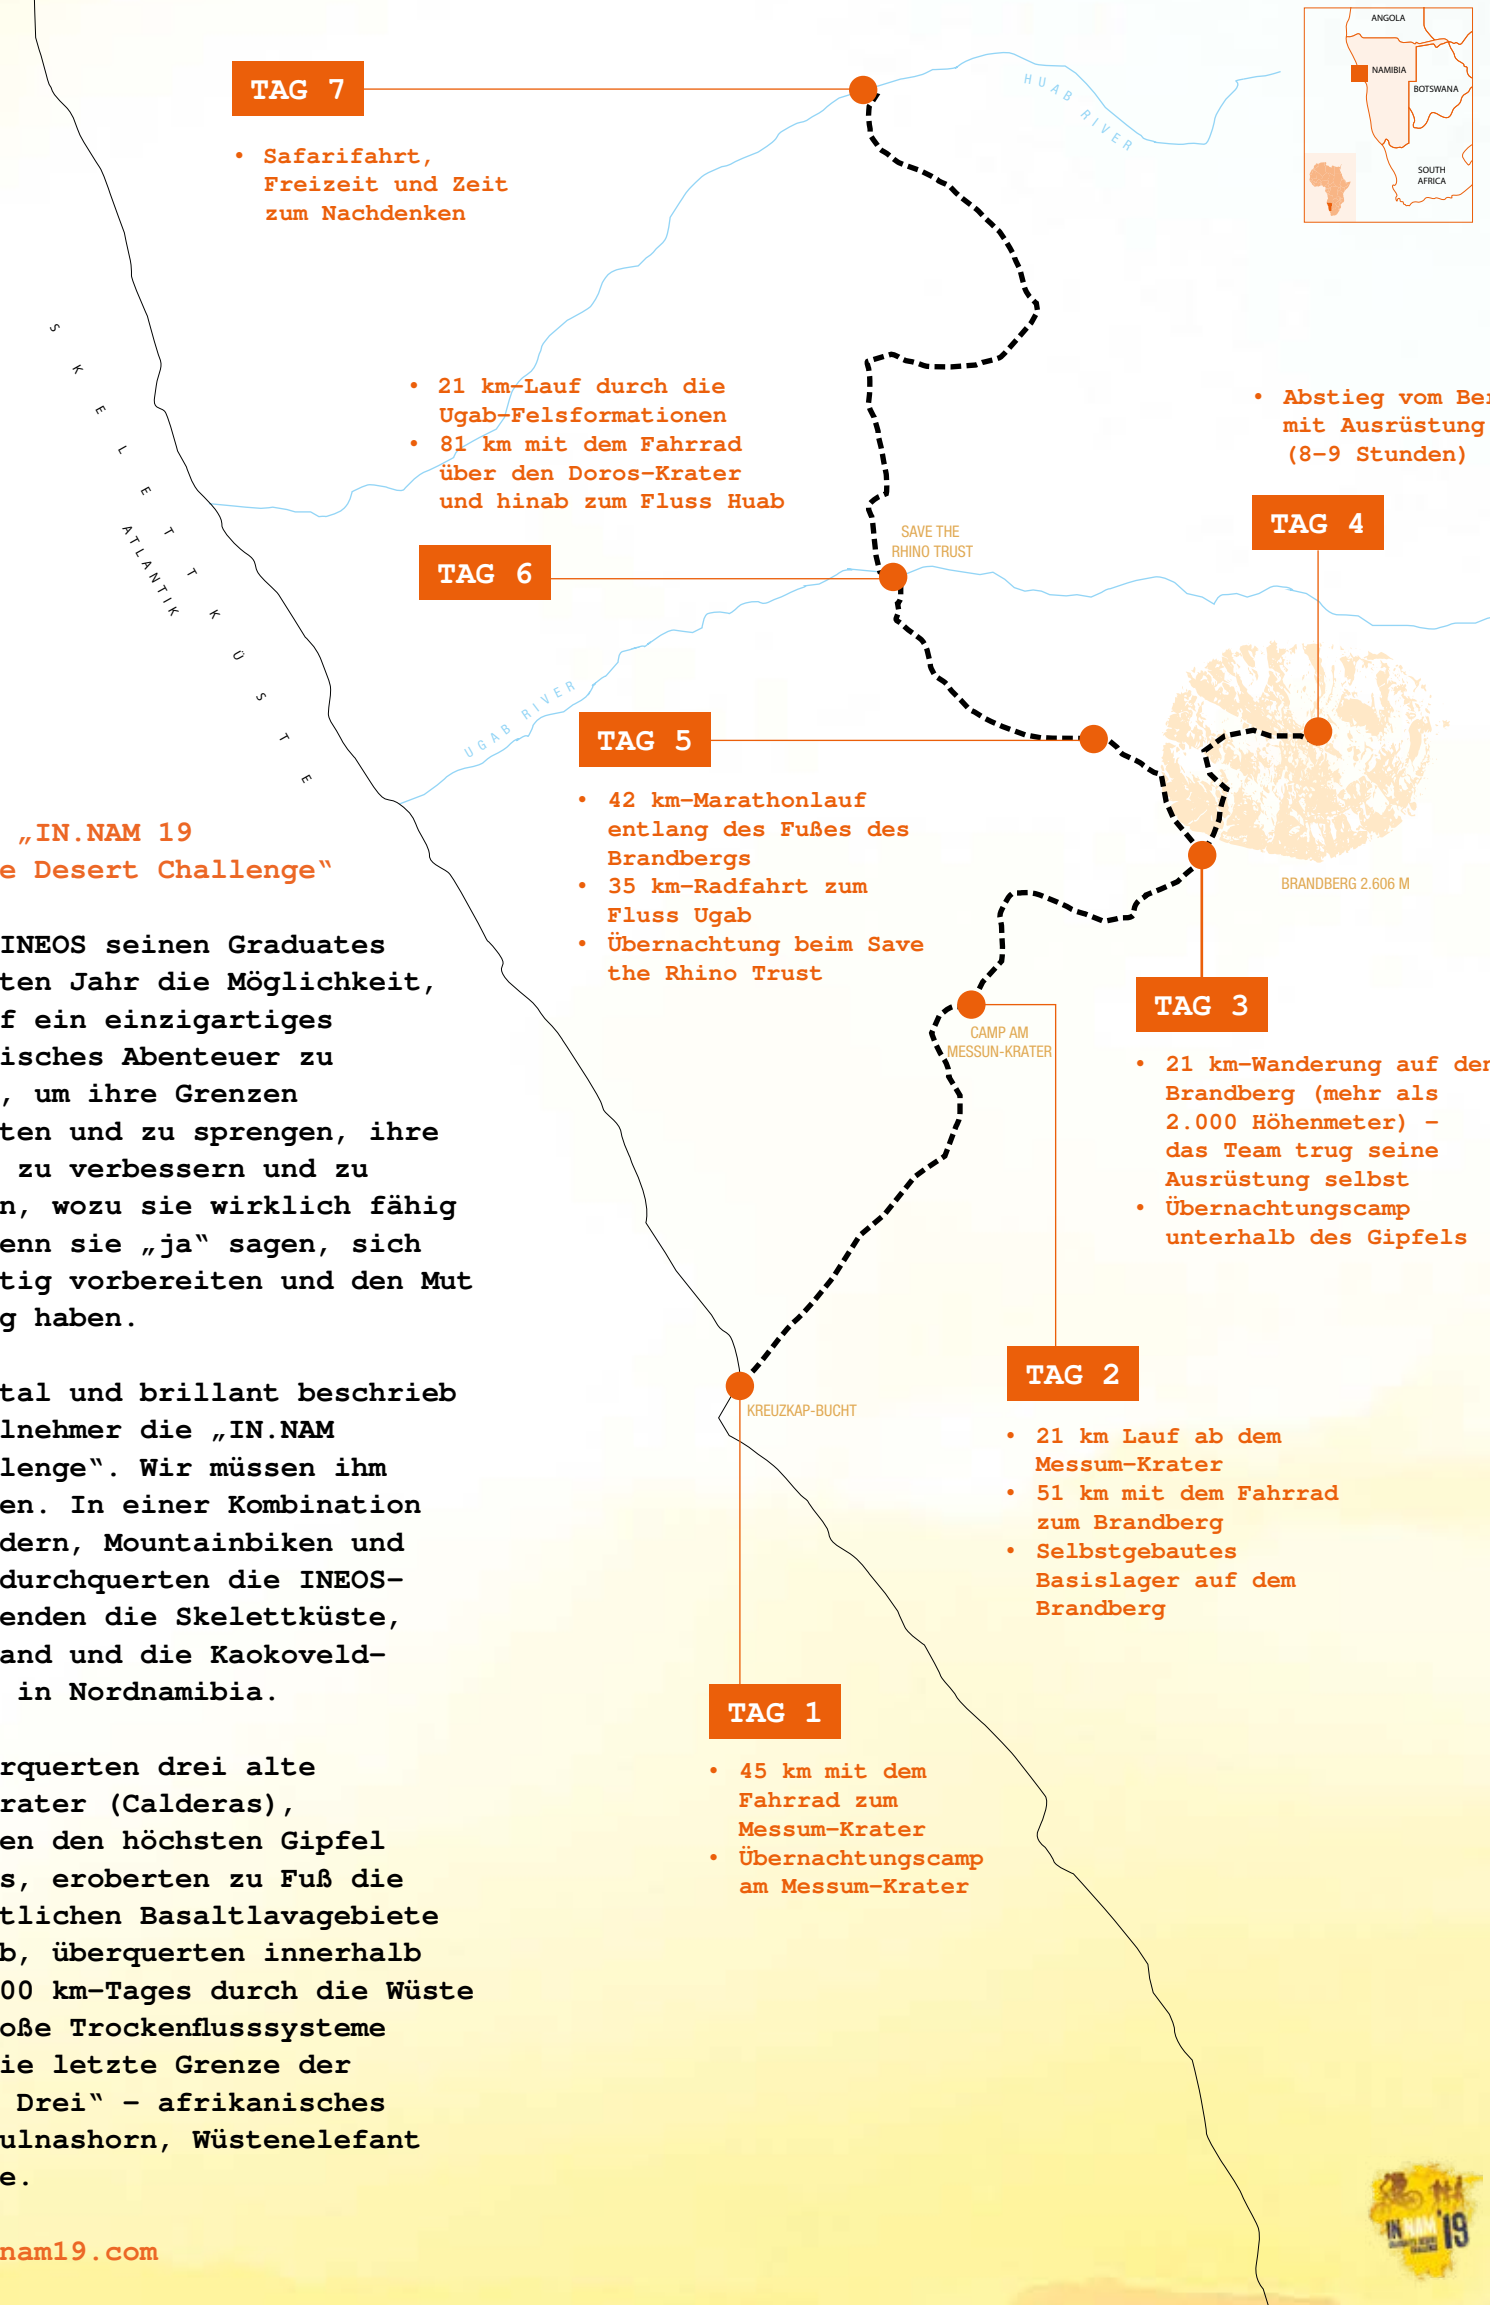 ANGOLA
NAMIBIA
BOTSWANA
SOUTH
AFRICA
HUAB RIVER
TAG 7
• Safarifahrt,
Freizeit und Zeit
zum Nachdenken
SKELETTKÜSTE
ATLANTIK
• 21 km-Lauf durch die
Ugab-Felsformationen
• 81 km mit dem Fahrrad
über den Doros-Krater
und hinab zum Fluss Huab
TAG 6
SAVE THE
RHINO TRUST
• Abstieg vom Ber
mit Ausrüstung
(8-9 Stunden)
TAG 4
UGAB RIVER
TAG 5
• 42 km-Marathonlauf
entlang des Fußes des
Brandbergs
• 35 km-Radfahrt zum
Fluss Ugab
• Übernachtung beim Save
the Rhino Trust
BRANDBERG 2.606 M
TAG 3
• 21 km-Wanderung auf den
Brandberg (mehr als
2.000 Höhenmeter) –
das Team trug seine
Ausrüstung selbst
• Übernachtungscamp
unterhalb des Gipfels
CAMP AM
MESSUN-KRATER
TAG 2
• 21 km Lauf ab dem
Messum-Krater
• 51 km mit dem Fahrrad
zum Brandberg
• Selbstgebautes
Basislager auf dem
Brandberg
KREUZKAP-BUCHT
TAG 1
• 45 km mit dem
Fahrrad zum
Messum-Krater
• Übernachtungscamp
am Messum-Krater
„IN.NAM 19
e Desert Challenge“
INEOS seinen Graduates
ten Jahr die Möglichkeit,
f ein einzigartiges
isches Abenteuer zu
, um ihre Grenzen
ten und zu sprengen, ihre
zu verbessern und zu
n, wozu sie wirklich fähig
enn sie „ja“ sagen, sich
tig vorbereiten und den Mut
g haben.
tal und brillant beschrieb
lnehmer die „IN.NAM
lenge“. Wir müssen ihm
en. In einer Kombination
dern, Mountainbiken und
durchquerten die INEOS-
enden die Skelettküste,
and und die Kaokoveld-
in Nordnamibia.
rquerten drei alte
rater (Calderas),
en den höchsten Gipfel
s, eroberten zu Fuß die
tlichen Basaltlavagebiete
b, überquerten innerhalb
00 km-Tages durch die Wüste
oße Trockenflusssysteme
ie letzte Grenze der
Drei“ – afrikanisches
ulnashorn, Wüstenelefant
e.
nam19.com
IN NAM '19